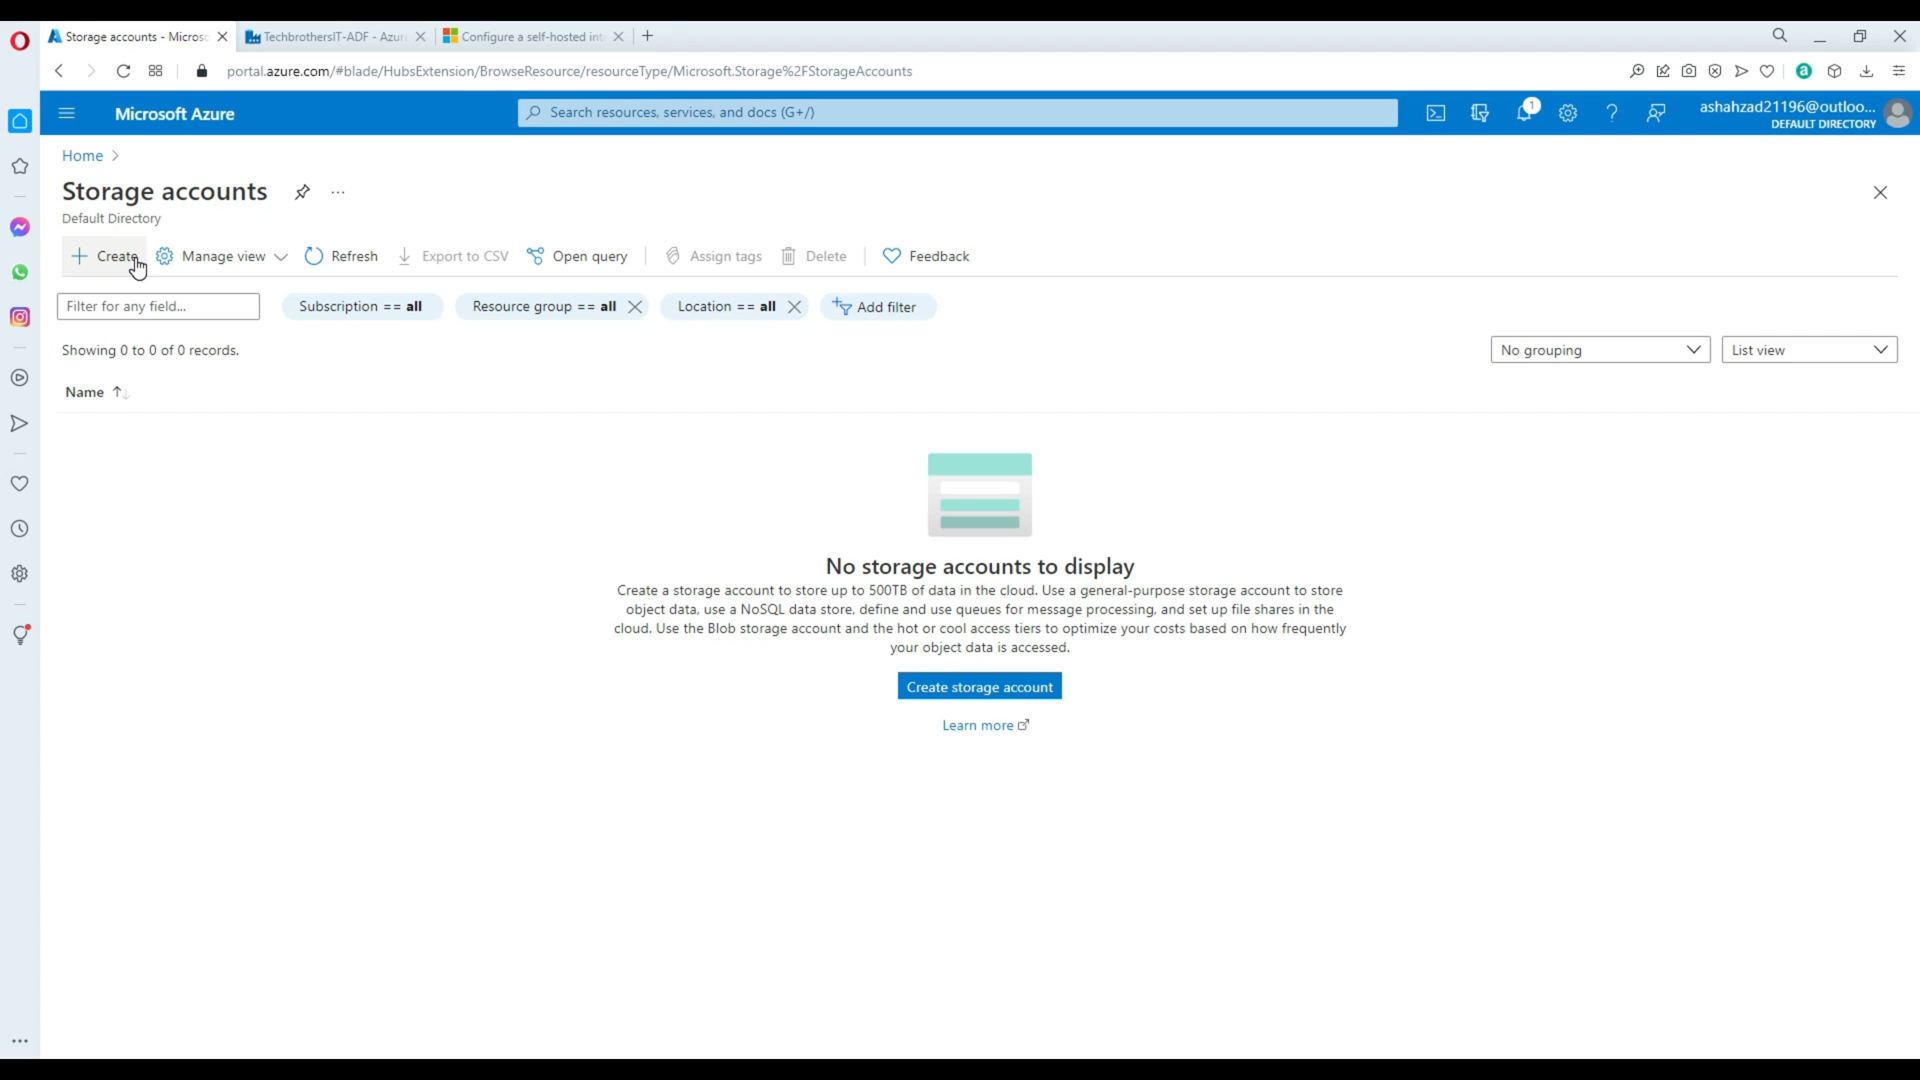 Storage accounts - Microso
TechbrothersIT-ADF - Azur
Configure a self-hosted int
portal.azure.com/#blade/HubsExtension/BrowseResource/resourceType/Microsoft.Storage%2FStorageAccounts
Microsoft Azure
Search resources, services, and docs (G+/)
1
ashahzad21196@outloo...
DEFAULT DIRECTORY
Home
Storage accounts
Default Directory
Create
Manage view
Refresh
Export to CSV
Open query
Assign tags
Delete
Feedback
Filter for any field...
Subscription == all
Resource group == all
Location == all
Add filter
Showing 0 to 0 of 0 records.
No grouping
List view
Name
No storage accounts to display
Create a storage account to store up to 500TB of data in the cloud. Use a general-purpose storage account to store
object data, use a NoSQL data store, define and use queues for message processing, and set up file shares in the
cloud. Use the Blob storage account and the hot or cool access tiers to optimize your costs based on how frequently
your object data is accessed.
Create storage account
Learn more